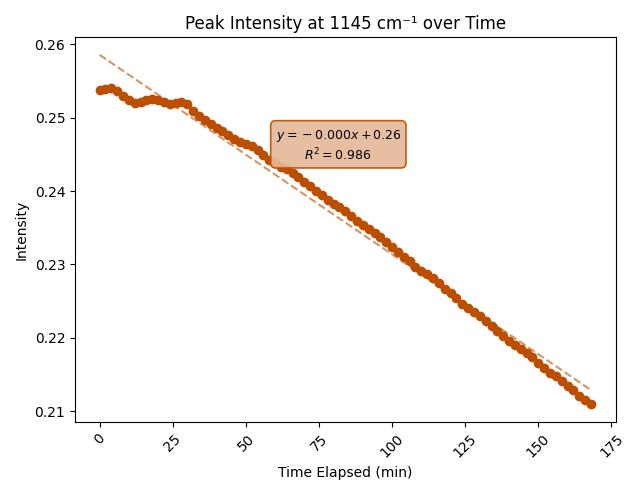 Peak Intensity at 1145 cm⁻¹ over Time
0.26
0.25
0.24
0.23
0.22
0.21
Intensity
y = −0.000x + 0.26
R² = 0.986
0 25 50 75 100 125 150 175
Time Elapsed (min)